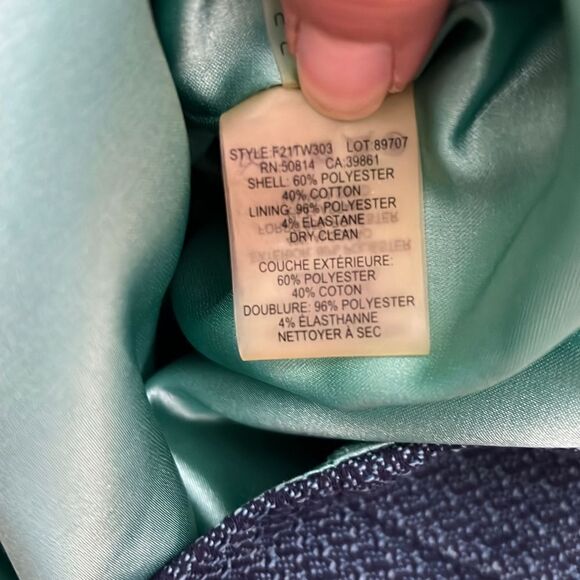 STYLE:F21TW303 LOT:89707
RN:50814 CA:39861
SHELL: 60% POLYESTER
40% COTTON
LINING: 96% POLYESTER
4% ELASTANE
DRY CLEAN
COUCHE EXTÉRIEURE:
60% POLYESTER
40% COTON
DOUBLURE: 96% POLYESTER
4% ÉLASTHANNE
NETTOYER À SEC